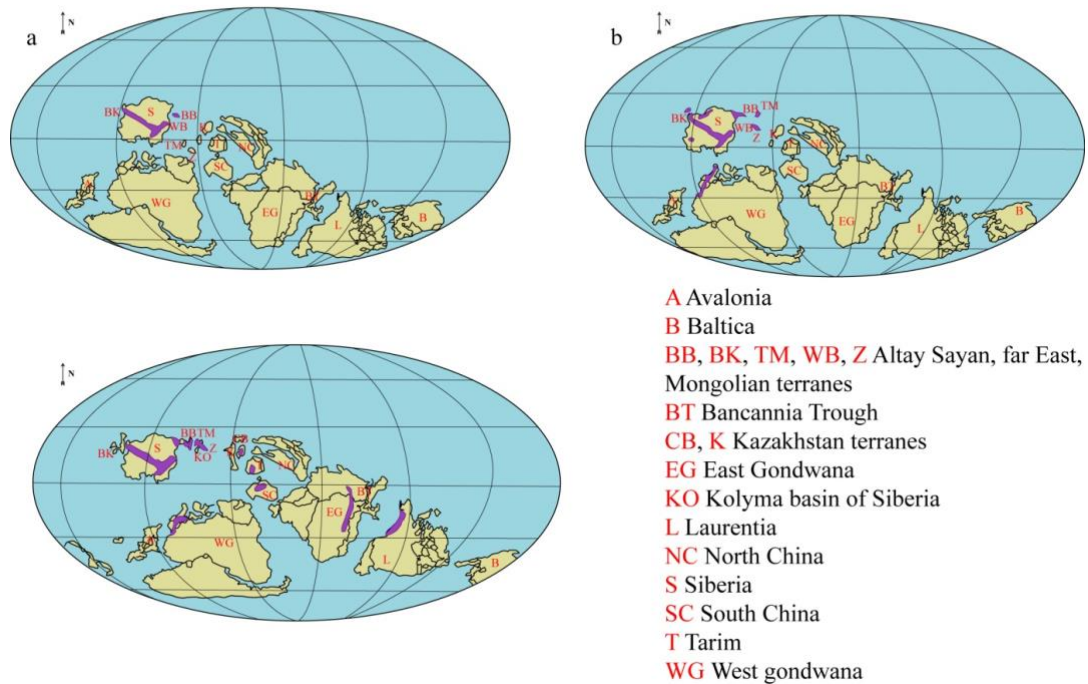 a
N
BK
S
BB
WB
K
TM
Z
T
NC
SC
A
WG
EG
BT
L
B
b
N
BK
S
BB
TM
WB
Z
K
NC
SC
WG
BT
EG
L
B
N
BK
S
BBTM
Z
KO
CB
T
NC
SC
WG
EG
BT
L
B
A Avalonia
B Baltica
BB, BK, TM, WB, Z Altay Sayan, far East,
Mongolian terranes
BT Bancannia Trough
CB, K Kazakhstan terranes
EG East Gondwana
KO Kolyma basin of Siberia
L Laurentia
NC North China
S Siberia
SC South China
T Tarim
WG West gondwana